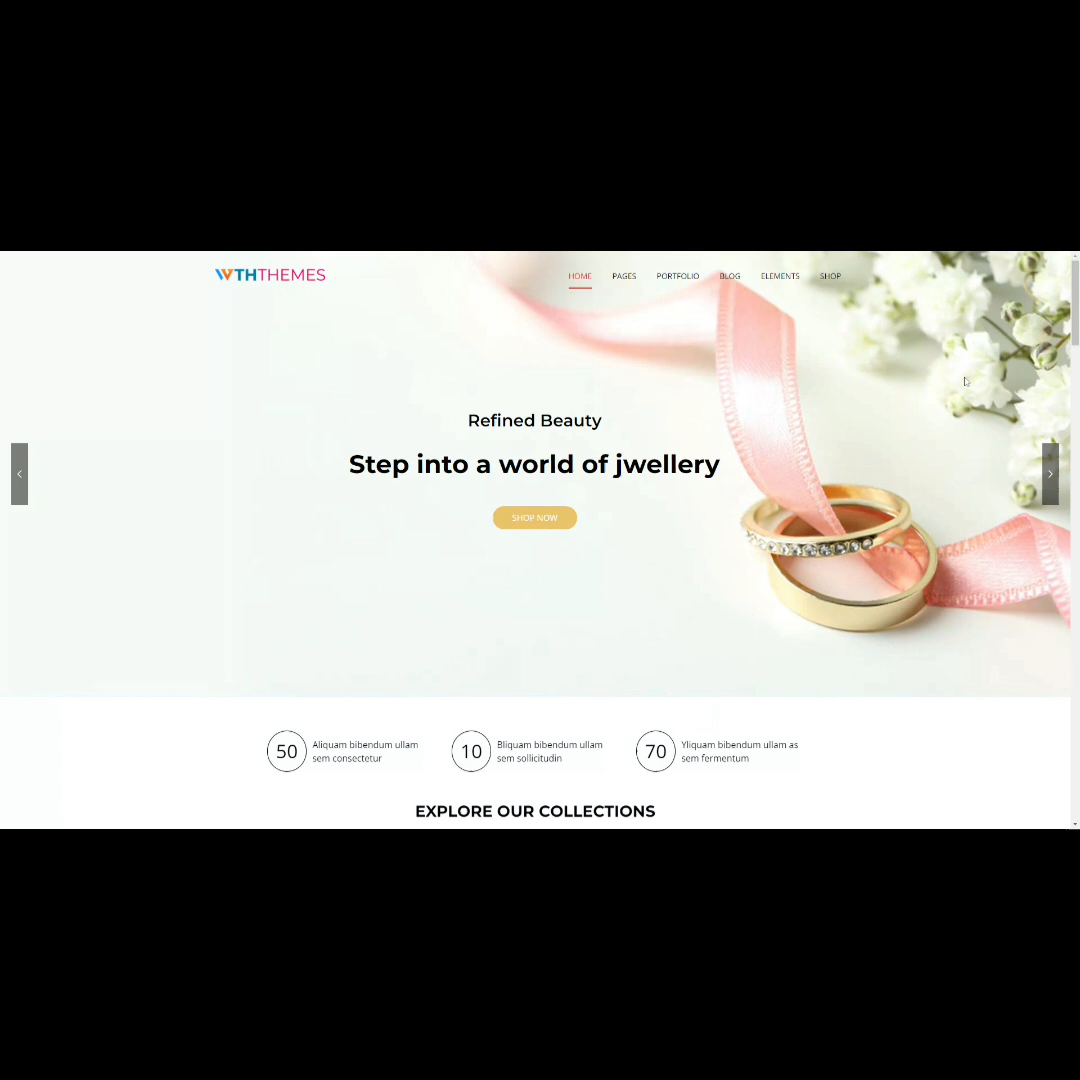 WTHTHEMES
HOME PAGES PORTFOLIO BLOG ELEMENTS SHOP
Refined Beauty
Step into a world of jwellery
SHOP NOW
50 Aliquam bibendum ullam
sem consectetur
10 Bliquam bibendum ullam
sem sollicitudin
70 Yliquam bibendum ullam as
sem fermentum
EXPLORE OUR COLLECTIONS